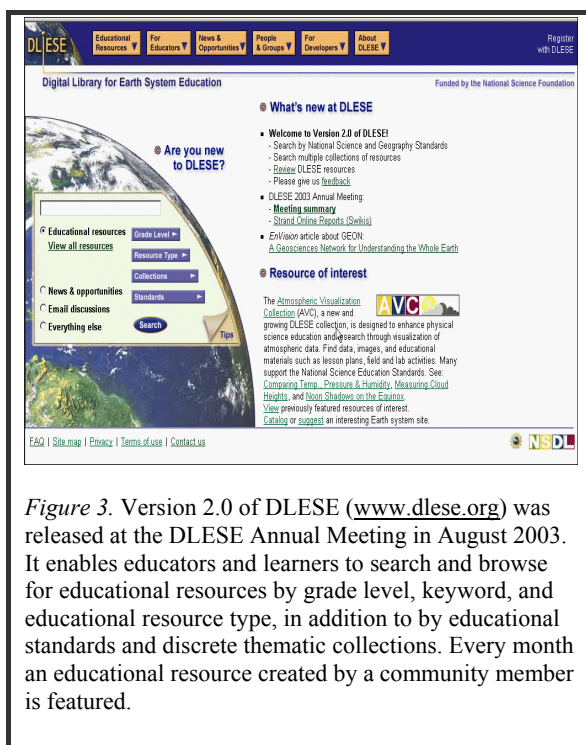 DLESE
Educational Resources
For Educators
News & Opportunities
People & Groups
For Developers
About DLESE
Register with DLESE
Digital Library for Earth System Education
Funded by the National Science Foundation
Are you new
to DLESE?
Educational resources
View all resources
Grade Level
Resource Type
Collections
Standards
News & opportunities
Email discussions
Everything else
Search
Tips
What's new at DLESE
Welcome to Version 2.0 of DLESE!
- Search by National Science and Geography Standards
- Search multiple collections of resources
- Review DLESE resources
- Please give us feedback
DLESE 2003 Annual Meeting:
- Meeting summary
- Strand Online Reports (Swikis)
EnVision article about GEON:
A Geosciences Network for Understanding the Whole Earth
Resource of interest
The Atmospheric Visualization
Collection (AVC), a new and
AVC
growing DLESE collection, is designed to enhance physical
science education and research through visualization of
atmospheric data. Find data, images, and educational
materials such as lesson plans, field and lab activities. Many
support the National Science Education Standards. See:
Comparing Temp., Pressure & Humidity, Measuring Cloud
Heights, and Noon Shadows on the Equinox.
View previously featured resources of interest.
Catalog or suggest an interesting Earth system site.
FAQ | Site map | Privacy | Terms of use | Contact us
NSDL
Figure 3. Version 2.0 of DLESE (www.dlese.org) was
released at the DLESE Annual Meeting in August 2003.
It enables educators and learners to search and browse
for educational resources by grade level, keyword, and
educational resource type, in addition to by educational
standards and discrete thematic collections. Every month
an educational resource created by a community member
is featured.